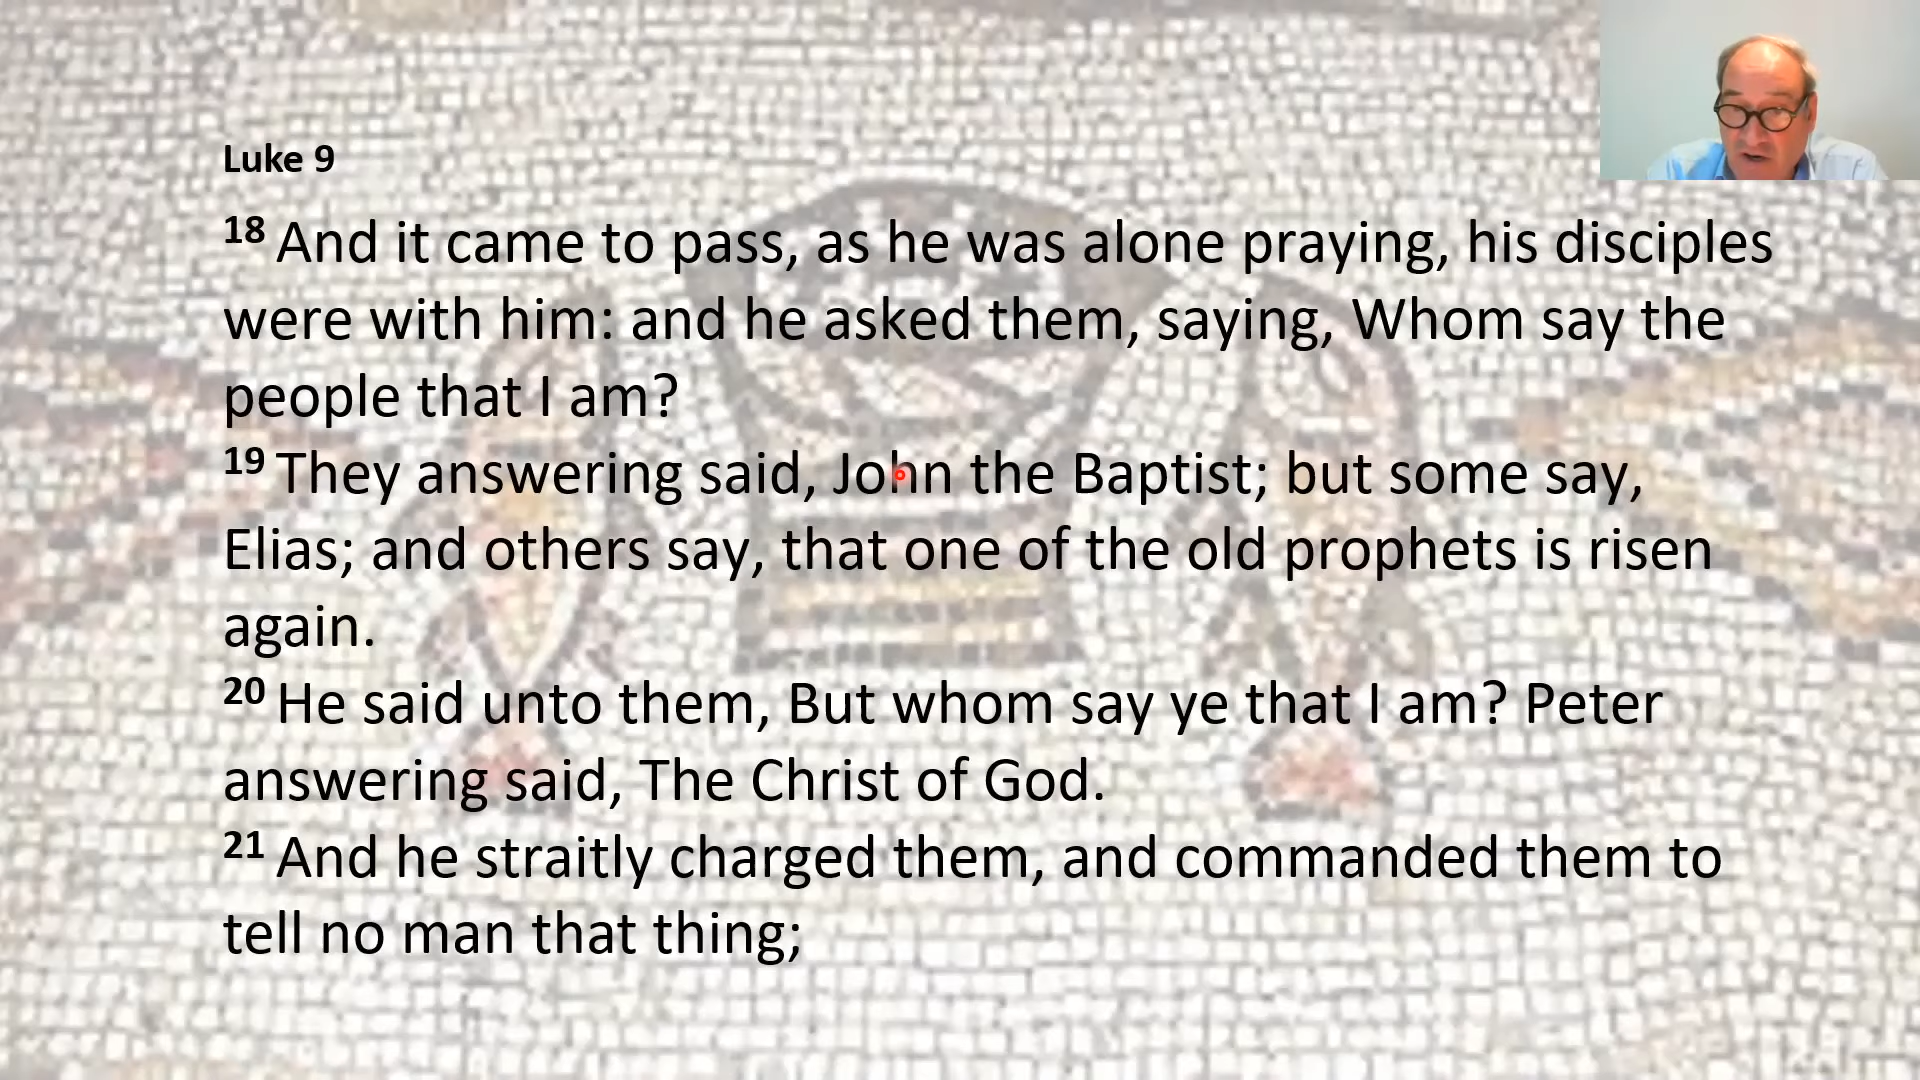 Luke 9
18 And it came to pass, as he was alone praying, his disciples
were with him: and he asked them, saying, Whom say the
people that I am?
19 They answering said, John the Baptist; but some say,
Elias; and others say, that one of the old prophets is risen
again.
20 He said unto them, But whom say ye that I am? Peter
answering said, The Christ of God.
21 And he straitly charged them, and commanded them to
tell no man that thing;